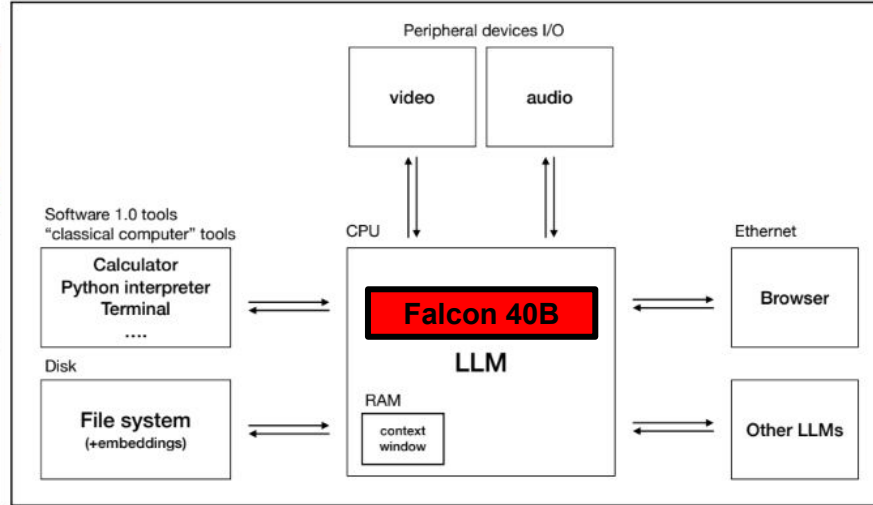 Peripheral devices I/O
video
audio
Software 1.0 tools
“classical computer” tools
Calculator
Python interpreter
Terminal
....
CPU
Falcon 40B
LLM
RAM
context
window
Ethernet
Browser
Disk
File system
(+embeddings)
Other LLMs